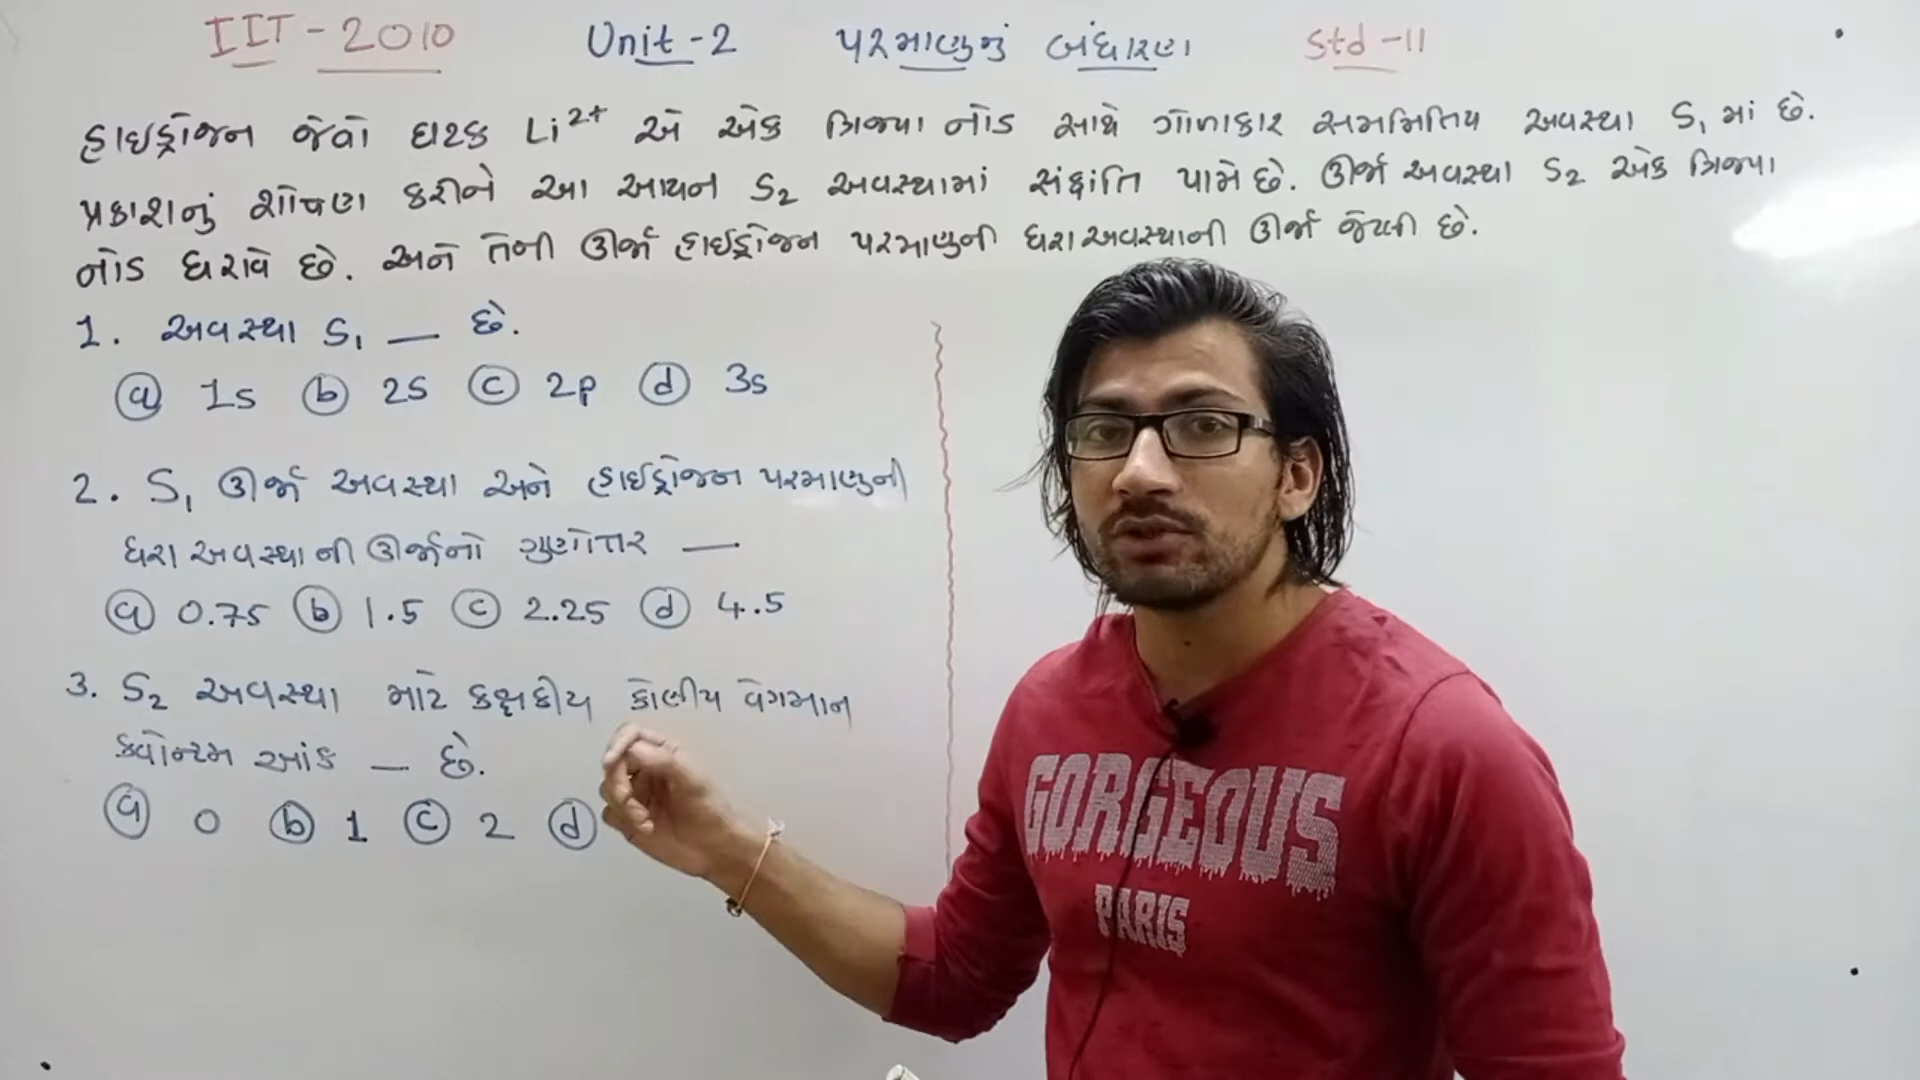 IIT-2010 Unit-2 પરમાણુનું બંધારણ Std-11
હાઇડ્રોજન જેવો ઘટક Li²⁺ એ એક ત્રિજ્યા નોડ સાથે ગોળાકાર સમમિતિય અવસ્થા S₁ માં છે.
પ્રકાશનું શોષણ કરીને આ આયન S₂ અવસ્થામાં સંક્રાંતિ પામે છે. ઊર્જા અવસ્થા S₂ એક ત્રિજ્યા
નોડ ધરાવે છે. અને તેની ઊર્જા હાઇડ્રોજન પરમાણુની ધરાઅવસ્થાની ઊર્જા જેટલી છે.
1. અવસ્થા S₁ — છે.
ⓐ 1s ⓑ 2s ⓒ 2p ⓓ 3s
2. S₁ ઊર્જા અવસ્થા અને હાઇડ્રોજન પરમાણુની
ધરા અવસ્થાની ઊર્જાનો ગુણોત્તર —
ⓐ 0.75 ⓑ 1.5 ⓒ 2.25 ⓓ 4.5
3. S₂ અવસ્થા માટે કક્ષકીય કોણીય વેગમાન
ક્વોન્ટમ આંક — છે.
ⓐ 0 ⓑ 1 ⓒ 2 ⓓ
GORGEOUS
PARIS